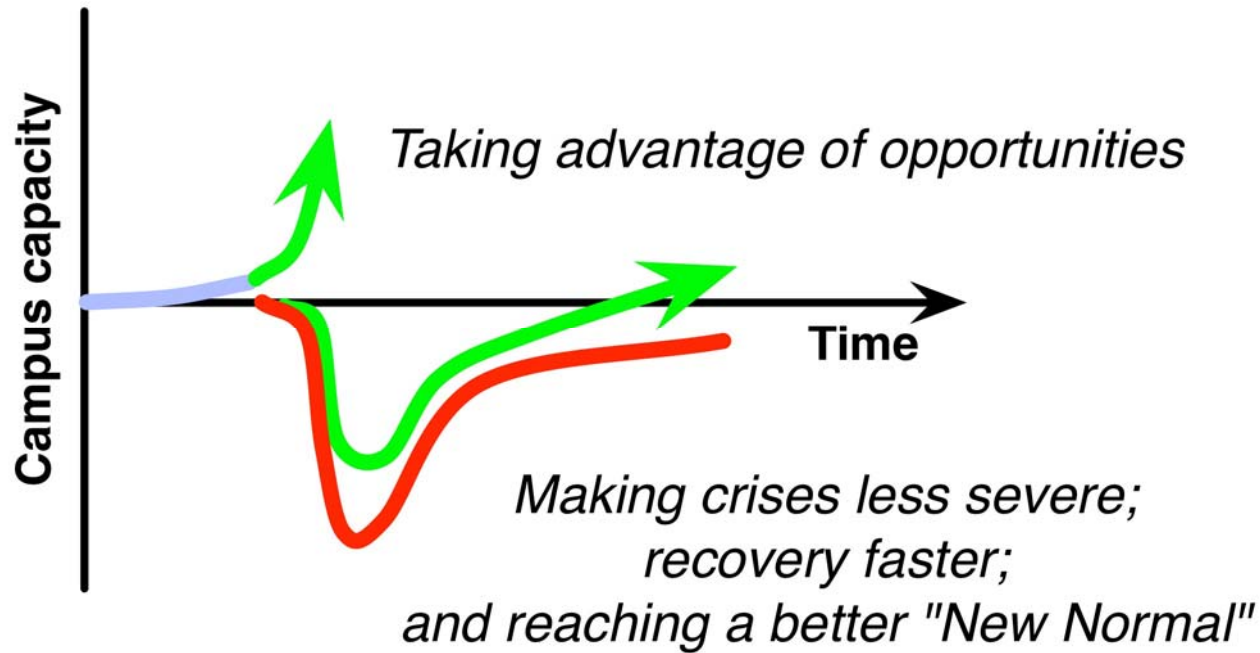 Campus capacity
Taking advantage of opportunities
Time
Making crises less severe;
recovery faster;
and reaching a better "New Normal"